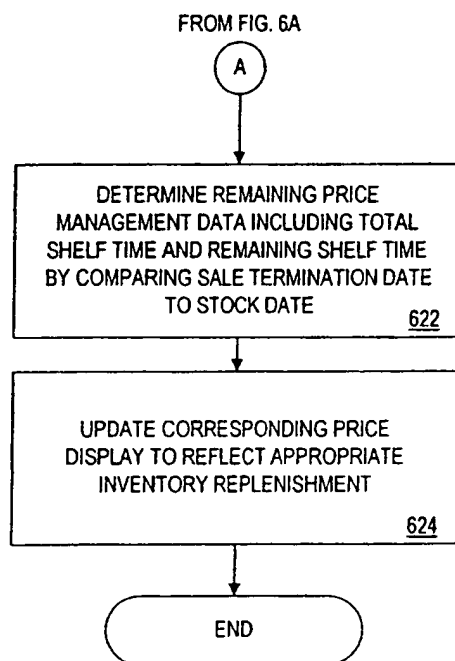 FROM FIG. 6A
A
DETERMINE REMAINING PRICE
MANAGEMENT DATA INCLUDING TOTAL
SHELF TIME AND REMAINING SHELF TIME
BY COMPARING SALE TERMINATION DATE
TO STOCK DATE
622
UPDATE CORRESPONDING PRICE
DISPLAY TO REFLECT APPROPRIATE
INVENTORY REPLENISHMENT
624
END